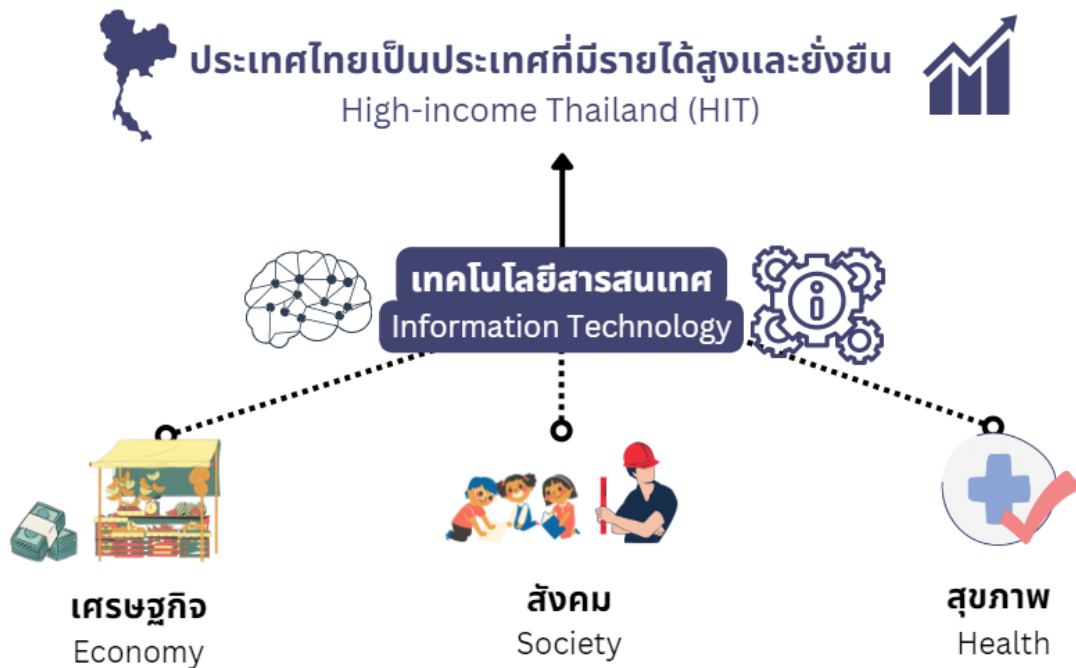 ประเทศไทยเป็นประเทศที่มีรายได้สูงและยั่งยืน
High-income Thailand (HIT)
เทคโนโลยีสารสนเทศ
Information Technology
เศรษฐกิจ
Economy
สังคม
Society
สุขภาพ
Health